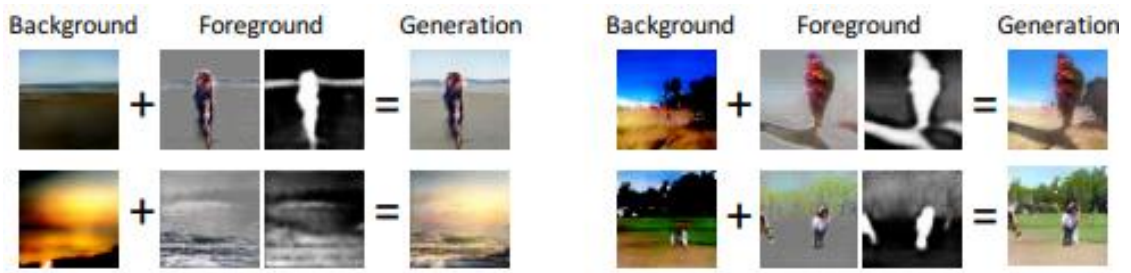 Background Foreground Generation Background Foreground Generation
+ = + =
+ = + =